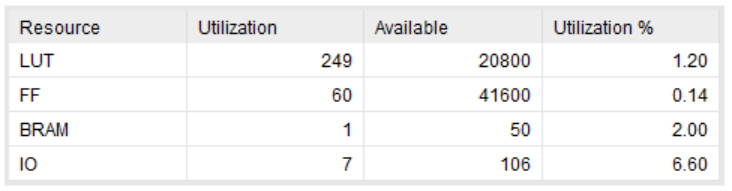 Resource Utilization Available Utilization %
LUT 249 20800 1.20
FF 60 41600 0.14
BRAM 1 50 2.00
IO 7 106 6.60